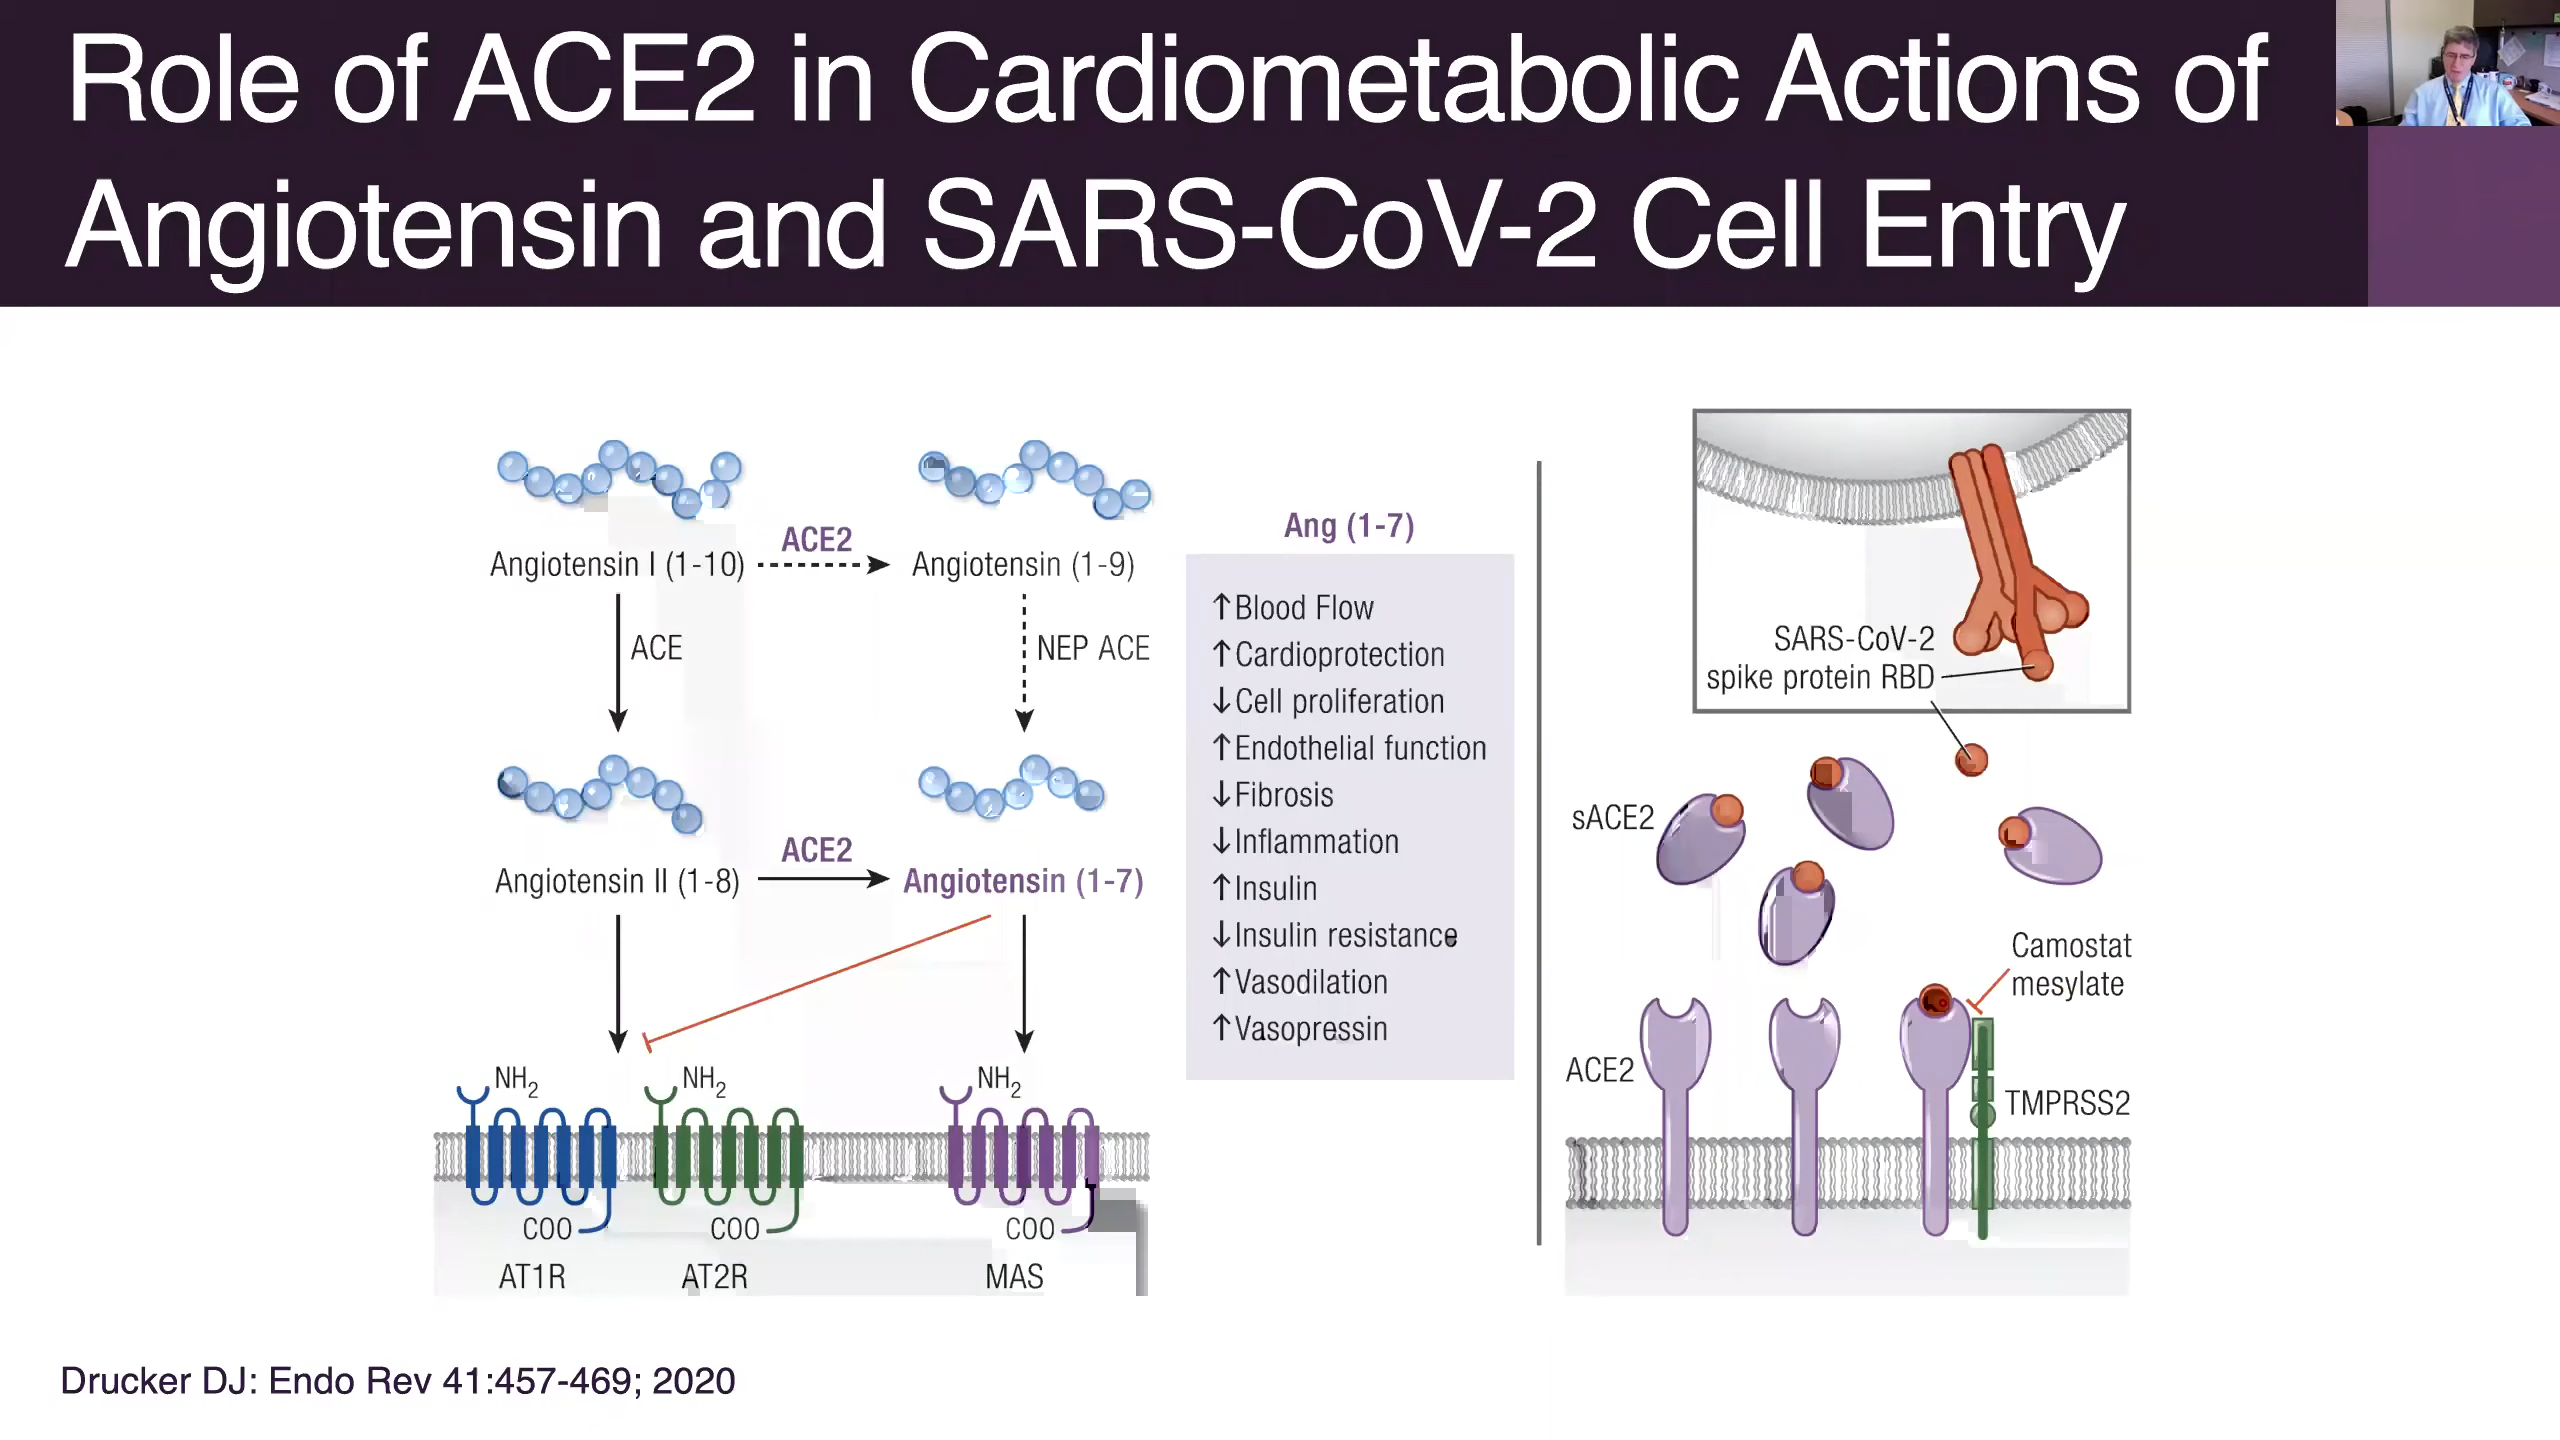 Role of ACE2 in Cardiometabolic Actions of
Angiotensin and SARS-CoV-2 Cell Entry
ACE2
Angiotensin I (1-10)
Angiotensin (1-9)
ACE
NEP ACE
ACE2
Angiotensin II (1-8)
Angiotensin (1-7)
NH2
NH2
NH2
COO
COO
COO
AT1R
AT2R
MAS
Ang (1-7)
↑Blood Flow
↑Cardioprotection
↓Cell proliferation
↑Endothelial function
↓Fibrosis
↓Inflammation
↑Insulin
↓Insulin resistance
↑Vasodilation
↑Vasopressin
SARS-CoV-2
spike protein RBD
sACE2
Camostat
mesylate
ACE2
TMPRSS2
Drucker DJ: Endo Rev 41:457-469; 2020